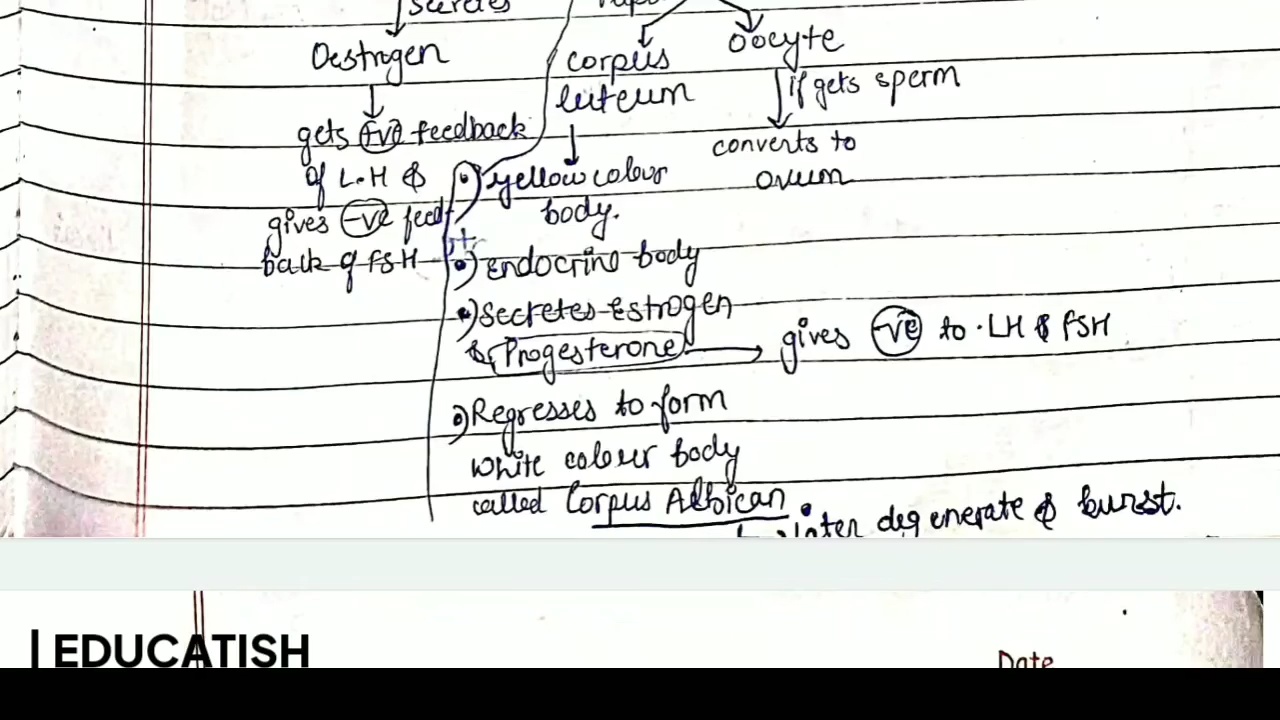 secretes
Oestrogen
gets +ve feedback
of L.H &
gives -ve feed
back of FSH
corpus
luteum
yellow colour
body.
Oocyte
if gets sperm
converts to
ovum
endocrine body
secretes Estrogen
& Progesterone → gives -ve to LH & FSH
Regresses to form
white colour body
called Corpus Albican
later degenerate & burst.
| EDUCATISH
Date